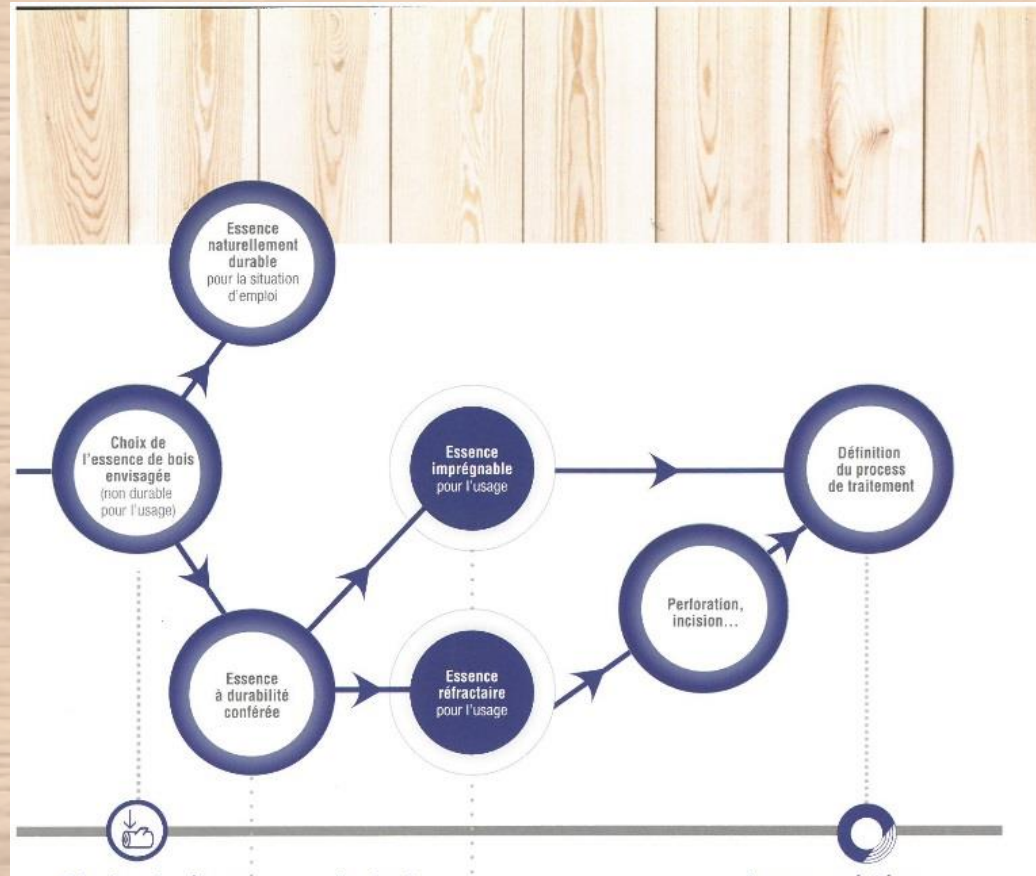 Essence
naturellement
durable
pour la situation
d'emploi
Choix de
l'essence de bois
envisagée
(non durable
pour l'usage)
Essence
imprégnable
pour l'usage
Définition
du process
de traitement
Perforation,
incision...
Essence
à durabilité
conférée
Essence
réfractaire
pour l'usage